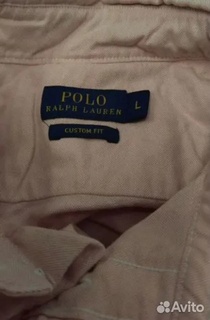 POLO L
RALPH LAUREN
CUSTOM FIT
Avito